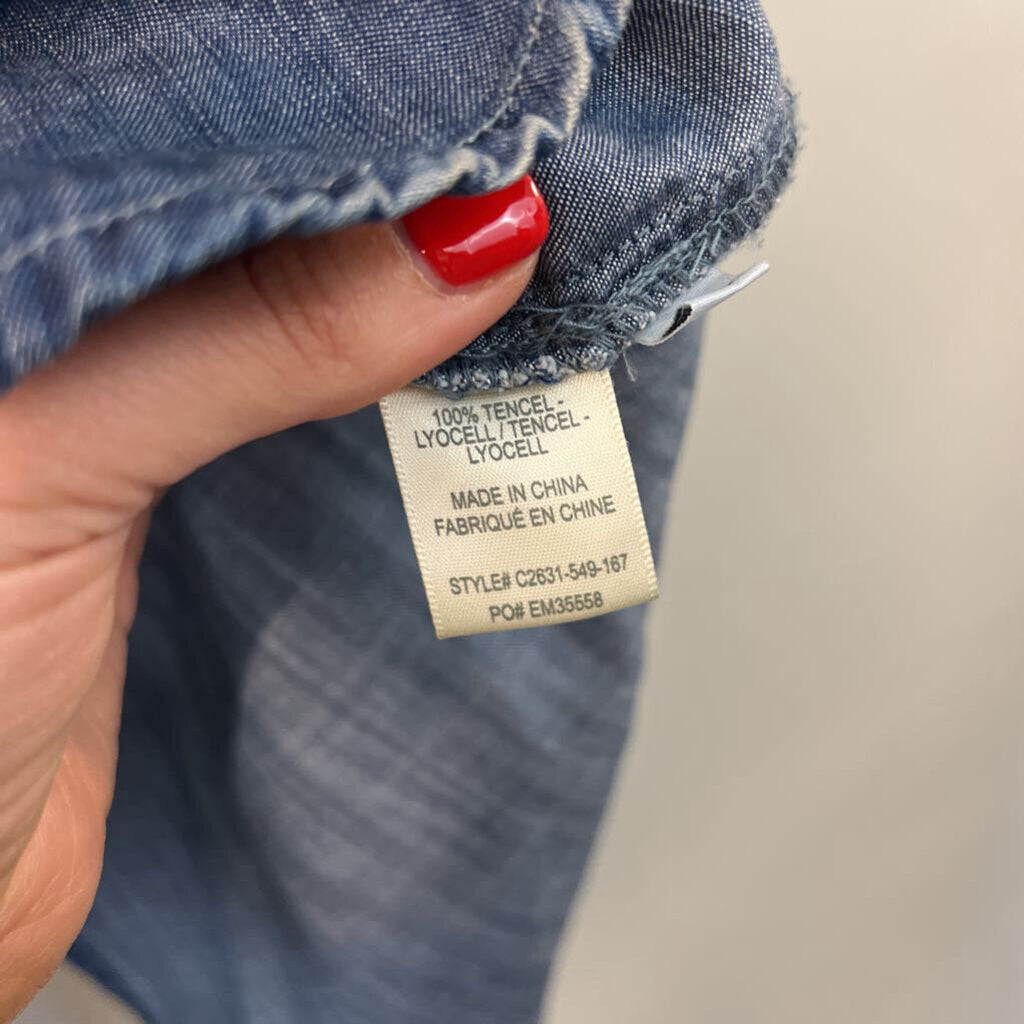 100% TENCEL -
LYOCELL / TENCEL -
LYOCELL
MADE IN CHINA
FABRIQUÉ EN CHINE
STYLE# C2631-549-167
PO# EM35558